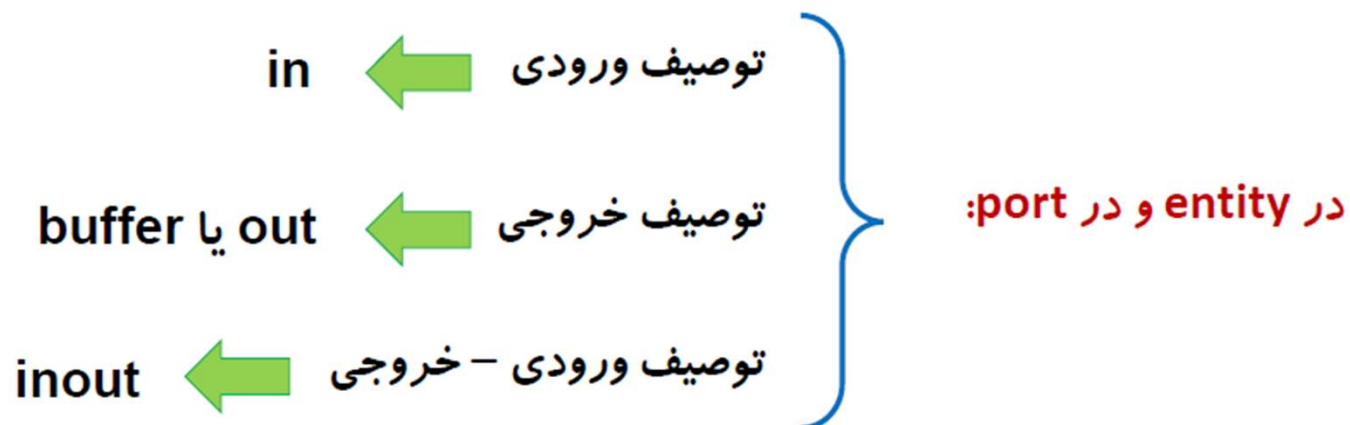 در entity و در port:
توصیف ورودی in
توصیف خروجی out یا buffer
توصیف ورودی – خروجی inout